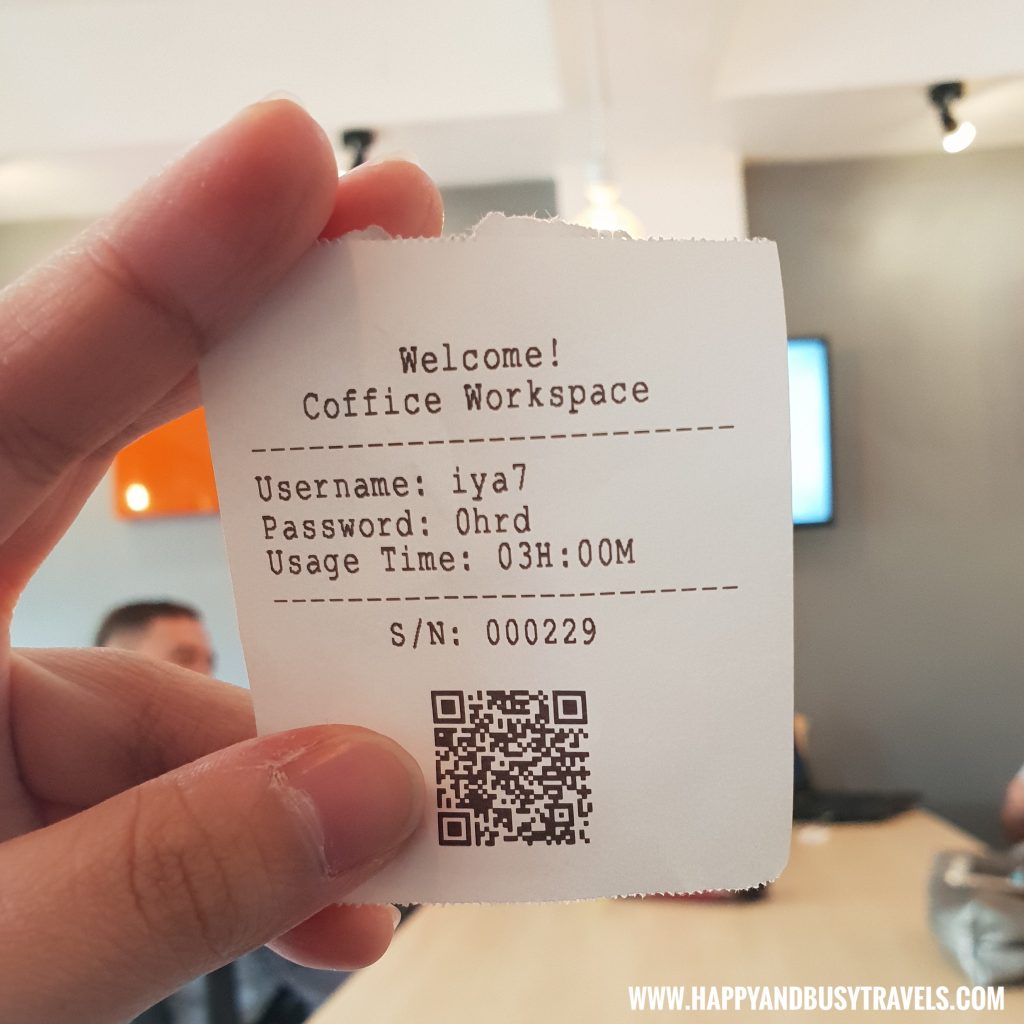 Welcome!
Coffice Workspace
------------------------
Username: iya7
Password: 0hrd
Usage Time: 03H:00M
------------------------
S/N: 000229
WWW.HAPPYANDBUSYTRAVELS.COM